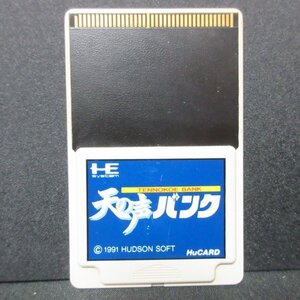 HE
system
TENNOKOE BANK
天の声バンク
© 1991 HUDSON SOFT
HuCARD